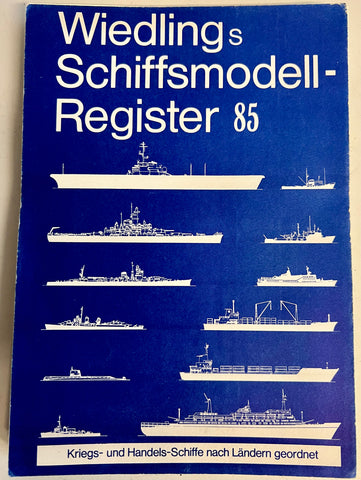 Wiedlings
Schiffsmodell-
Register 85
Kriegs- und Handels-Schiffe nach Ländern geordnet